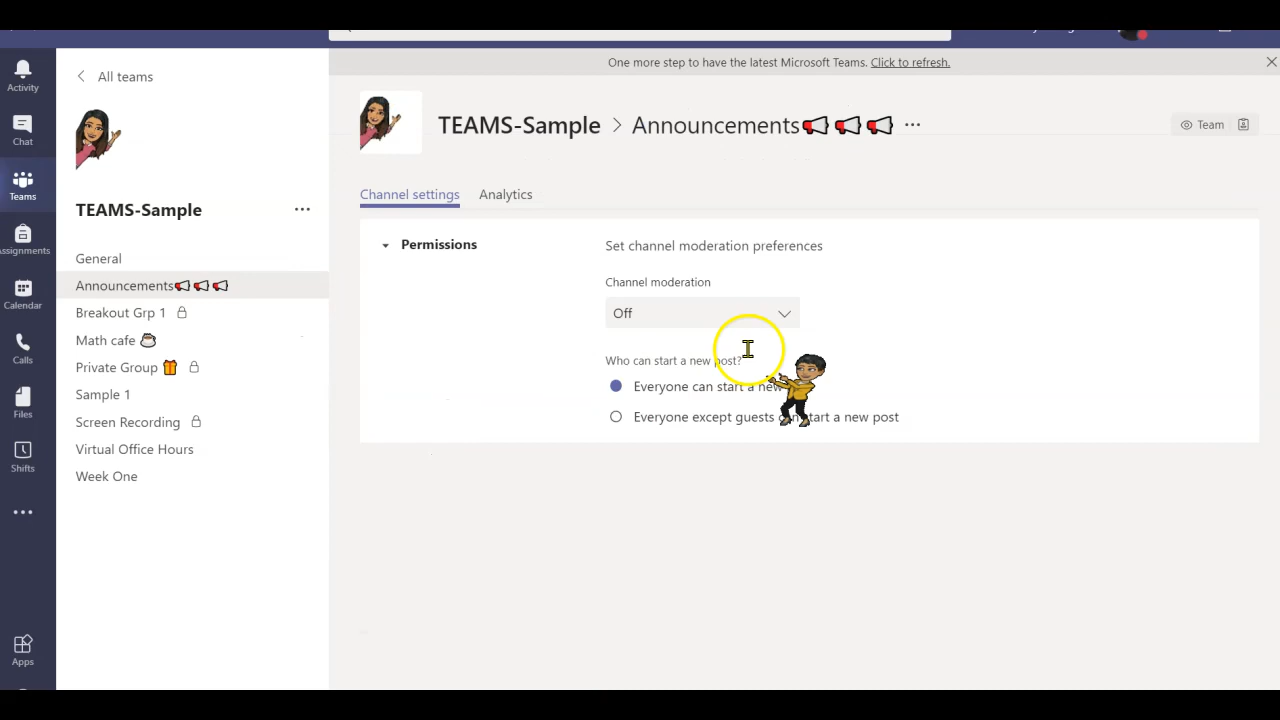 One more step to have the latest Microsoft Teams. Click to refresh.
Activity
Chat
Teams
Assignments
Calendar
Calls
Files
Shifts
Apps
All teams
TEAMS-Sample
General
Announcements📢📢📢
Breakout Grp 1
Math cafe ☕
Private Group 🎁
Sample 1
Screen Recording
Virtual Office Hours
Week One
TEAMS-Sample > Announcements📢📢📢 ...
Team
Channel settings
Analytics
Permissions
Set channel moderation preferences
Channel moderation
Off
Who can start a new post?
Everyone can start a new
Everyone except guests can start a new post